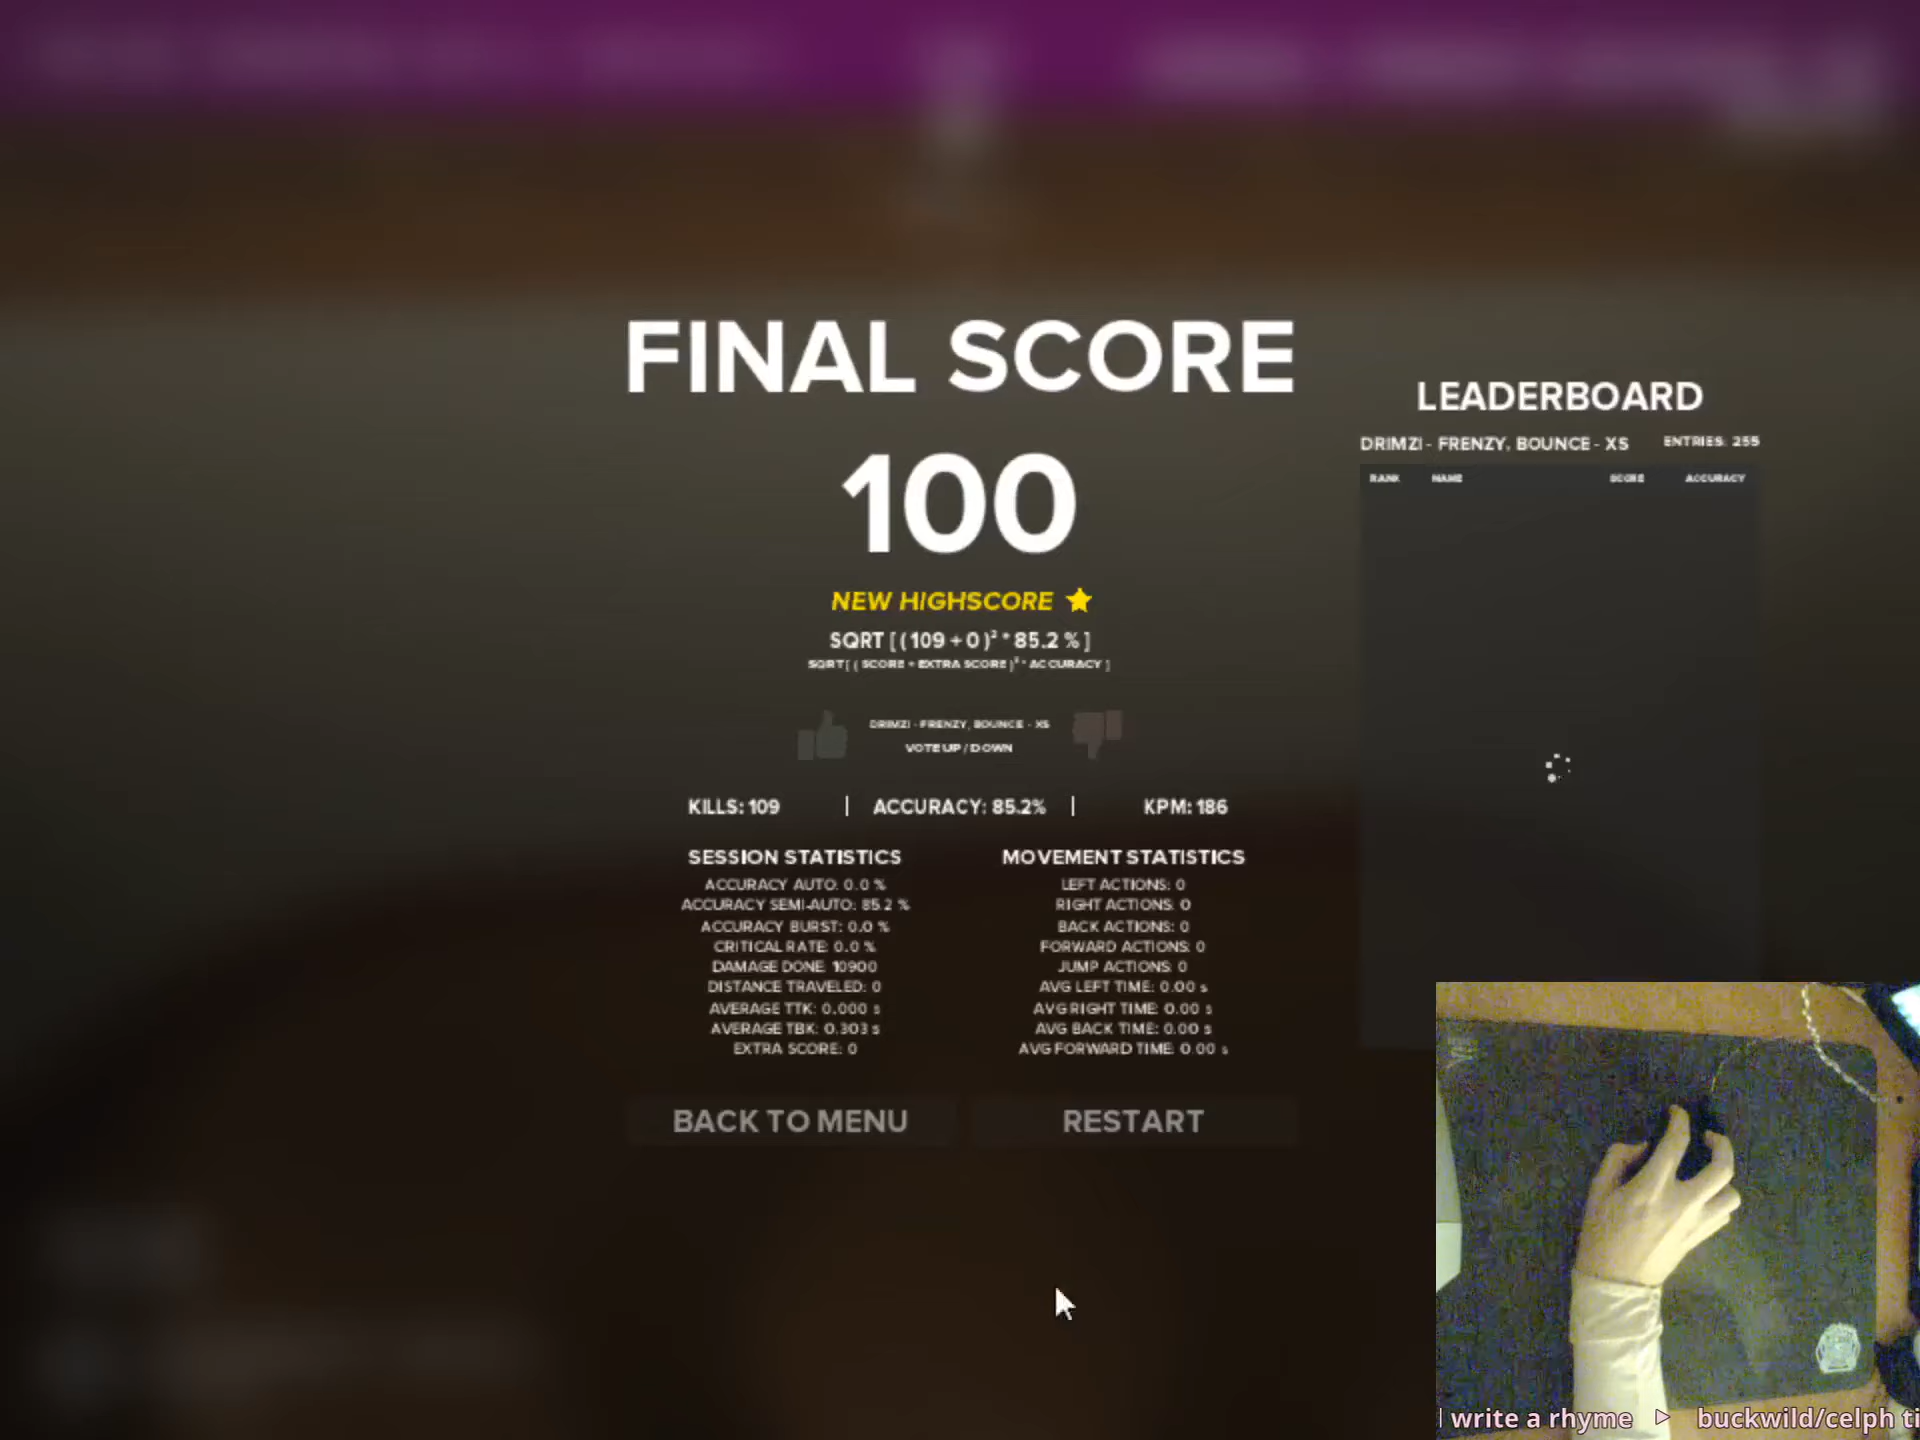 FINAL SCORE
100
NEW HIGHSCORE
SQRT [ ( 109 + 0 )² * 85.2 % ]
SQRT [ ( SCORE + EXTRA SCORE )² * ACCURACY ]
DRIMZI - FRENZY, BOUNCE - XS
VOTE UP / DOWN
KILLS: 109 | ACCURACY: 85.2% | KPM: 186
SESSION STATISTICS
ACCURACY AUTO: 0.0 %
ACCURACY SEMI-AUTO: 85.2 %
ACCURACY BURST: 0.0 %
CRITICAL RATE: 0.0 %
DAMAGE DONE: 10900
DISTANCE TRAVELED: 0
AVERAGE TTK: 0.000 s
AVERAGE TBK: 0.303 s
EXTRA SCORE: 0
MOVEMENT STATISTICS
LEFT ACTIONS: 0
RIGHT ACTIONS: 0
BACK ACTIONS: 0
FORWARD ACTIONS: 0
JUMP ACTIONS: 0
AVG LEFT TIME: 0.00 s
AVG RIGHT TIME: 0.00 s
AVG BACK TIME: 0.00 s
AVG FORWARD TIME: 0.00 s
BACK TO MENU
RESTART
LEADERBOARD
DRIMZI - FRENZY, BOUNCE - XS ENTRIES: 255
RANK NAME SCORE ACCURACY
write a rhyme ▶ buckwild/celph ti